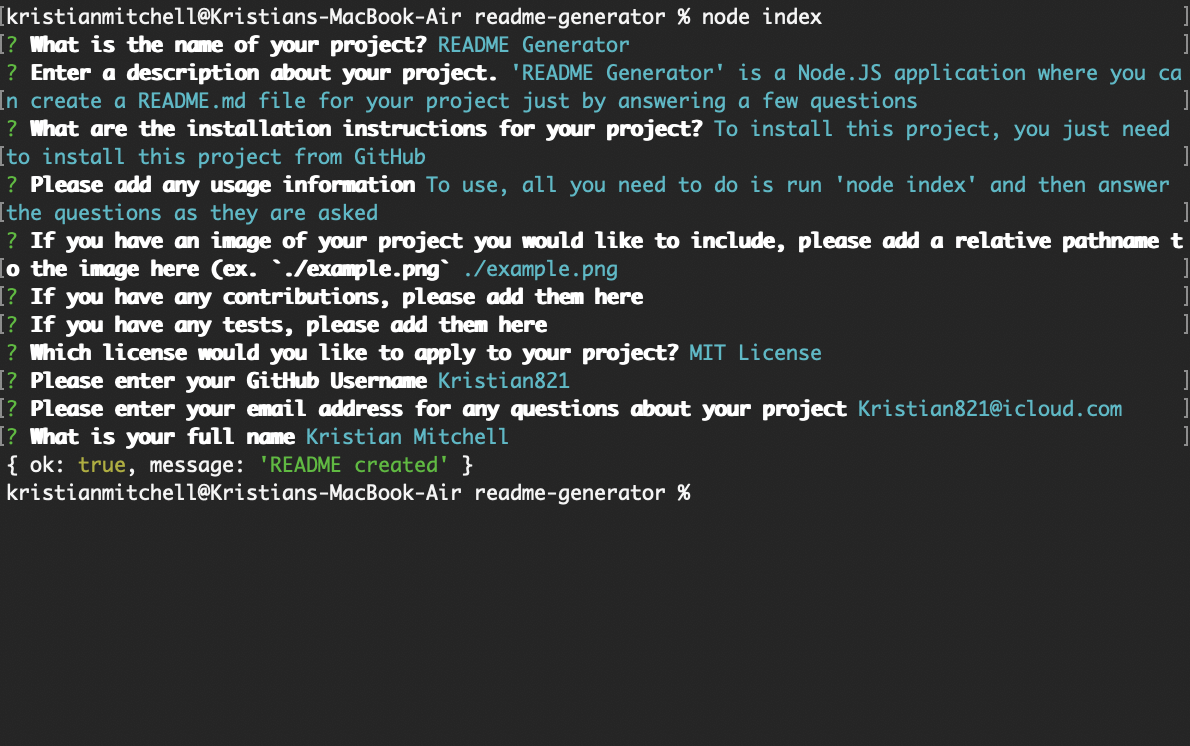 [kristianmitchell@Kristians-MacBook-Air readme-generator % node index ]
[? What is the name of your project? README Generator ]
? Enter a description about your project. 'README Generator' is a Node.JS application where you ca
[n create a README.md file for your project just by answering a few questions ]
? What are the installation instructions for your project? To install this project, you just need
[to install this project from GitHub ]
? Please add any usage information To use, all you need to do is run 'node index' and then answer
[the questions as they are asked ]
? If you have an image of your project you would like to include, please add a relative pathname t
[o the image here (ex. `./example.png` ./example.png ]
[? If you have any contributions, please add them here ]
[? If you have any tests, please add them here ]
? Which license would you like to apply to your project? MIT License
[? Please enter your GitHub Username Kristian821 ]
[? Please enter your email address for any questions about your project Kristian821@icloud.com ]
[? What is your full name Kristian Mitchell ]
{ ok: true, message: 'README created' }
kristianmitchell@Kristians-MacBook-Air readme-generator %